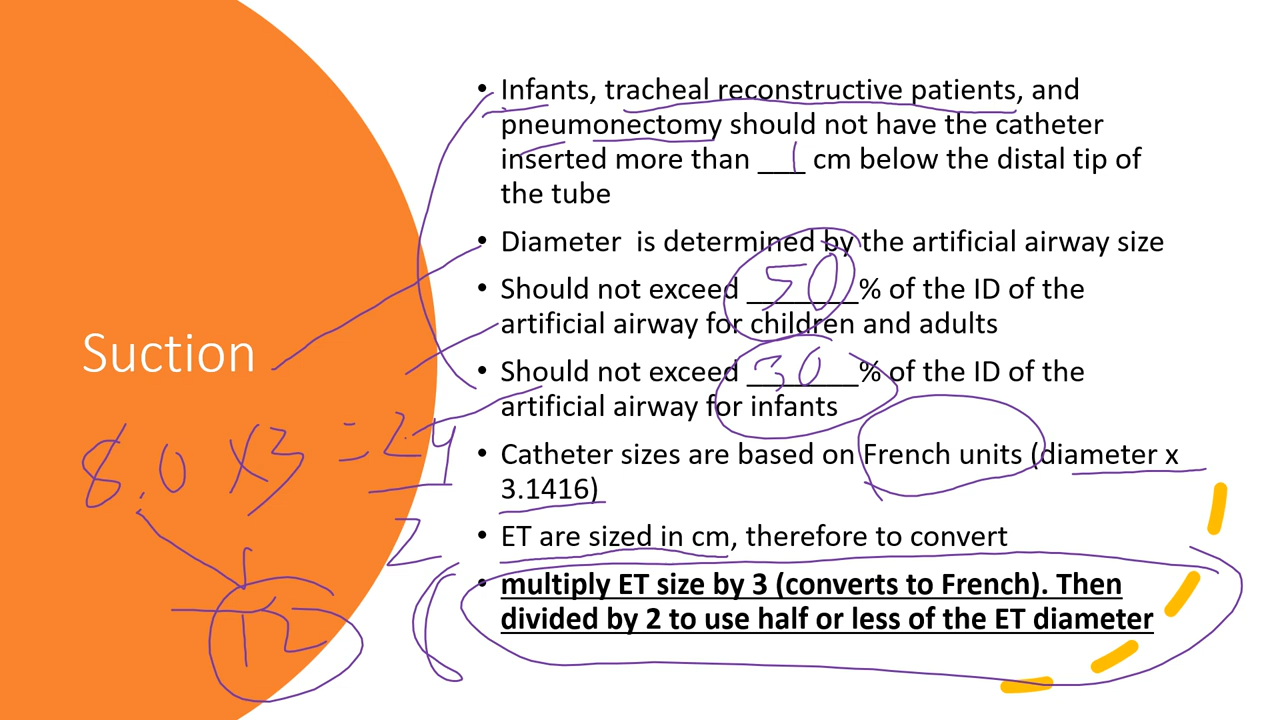 Suction
8.0 x3 = 24
2
12
• Infants, tracheal reconstructive patients, and
pneumonectomy should not have the catheter
inserted more than ___ 1 cm below the distal tip of
the tube
• Diameter is determined by the artificial airway size
• Should not exceed 50 % of the ID of the
artificial airway for children and adults
• Should not exceed 30 % of the ID of the
artificial airway for infants
• Catheter sizes are based on French units (diameter x
3.1416)
• ET are sized in cm, therefore to convert
• multiply ET size by 3 (converts to French). Then
divided by 2 to use half or less of the ET diameter